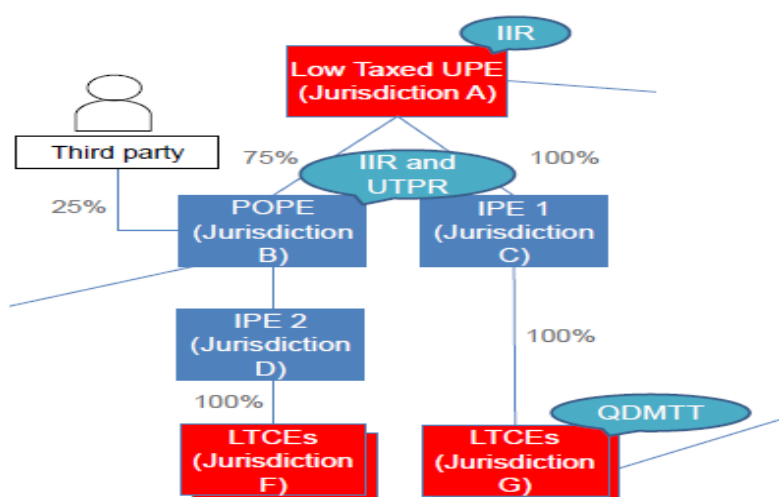 IIR
Low Taxed UPE
(Jurisdiction A)
Third party
75%
IIR and
UTPR
100%
25%
POPE
(Jurisdiction
B)
IPE 1
(Jurisdiction
C)
IPE 2
(Jurisdiction
D)
100%
100%
QDMTT
LTCEs
(Jurisdiction
F)
LTCEs
(Jurisdiction
G)